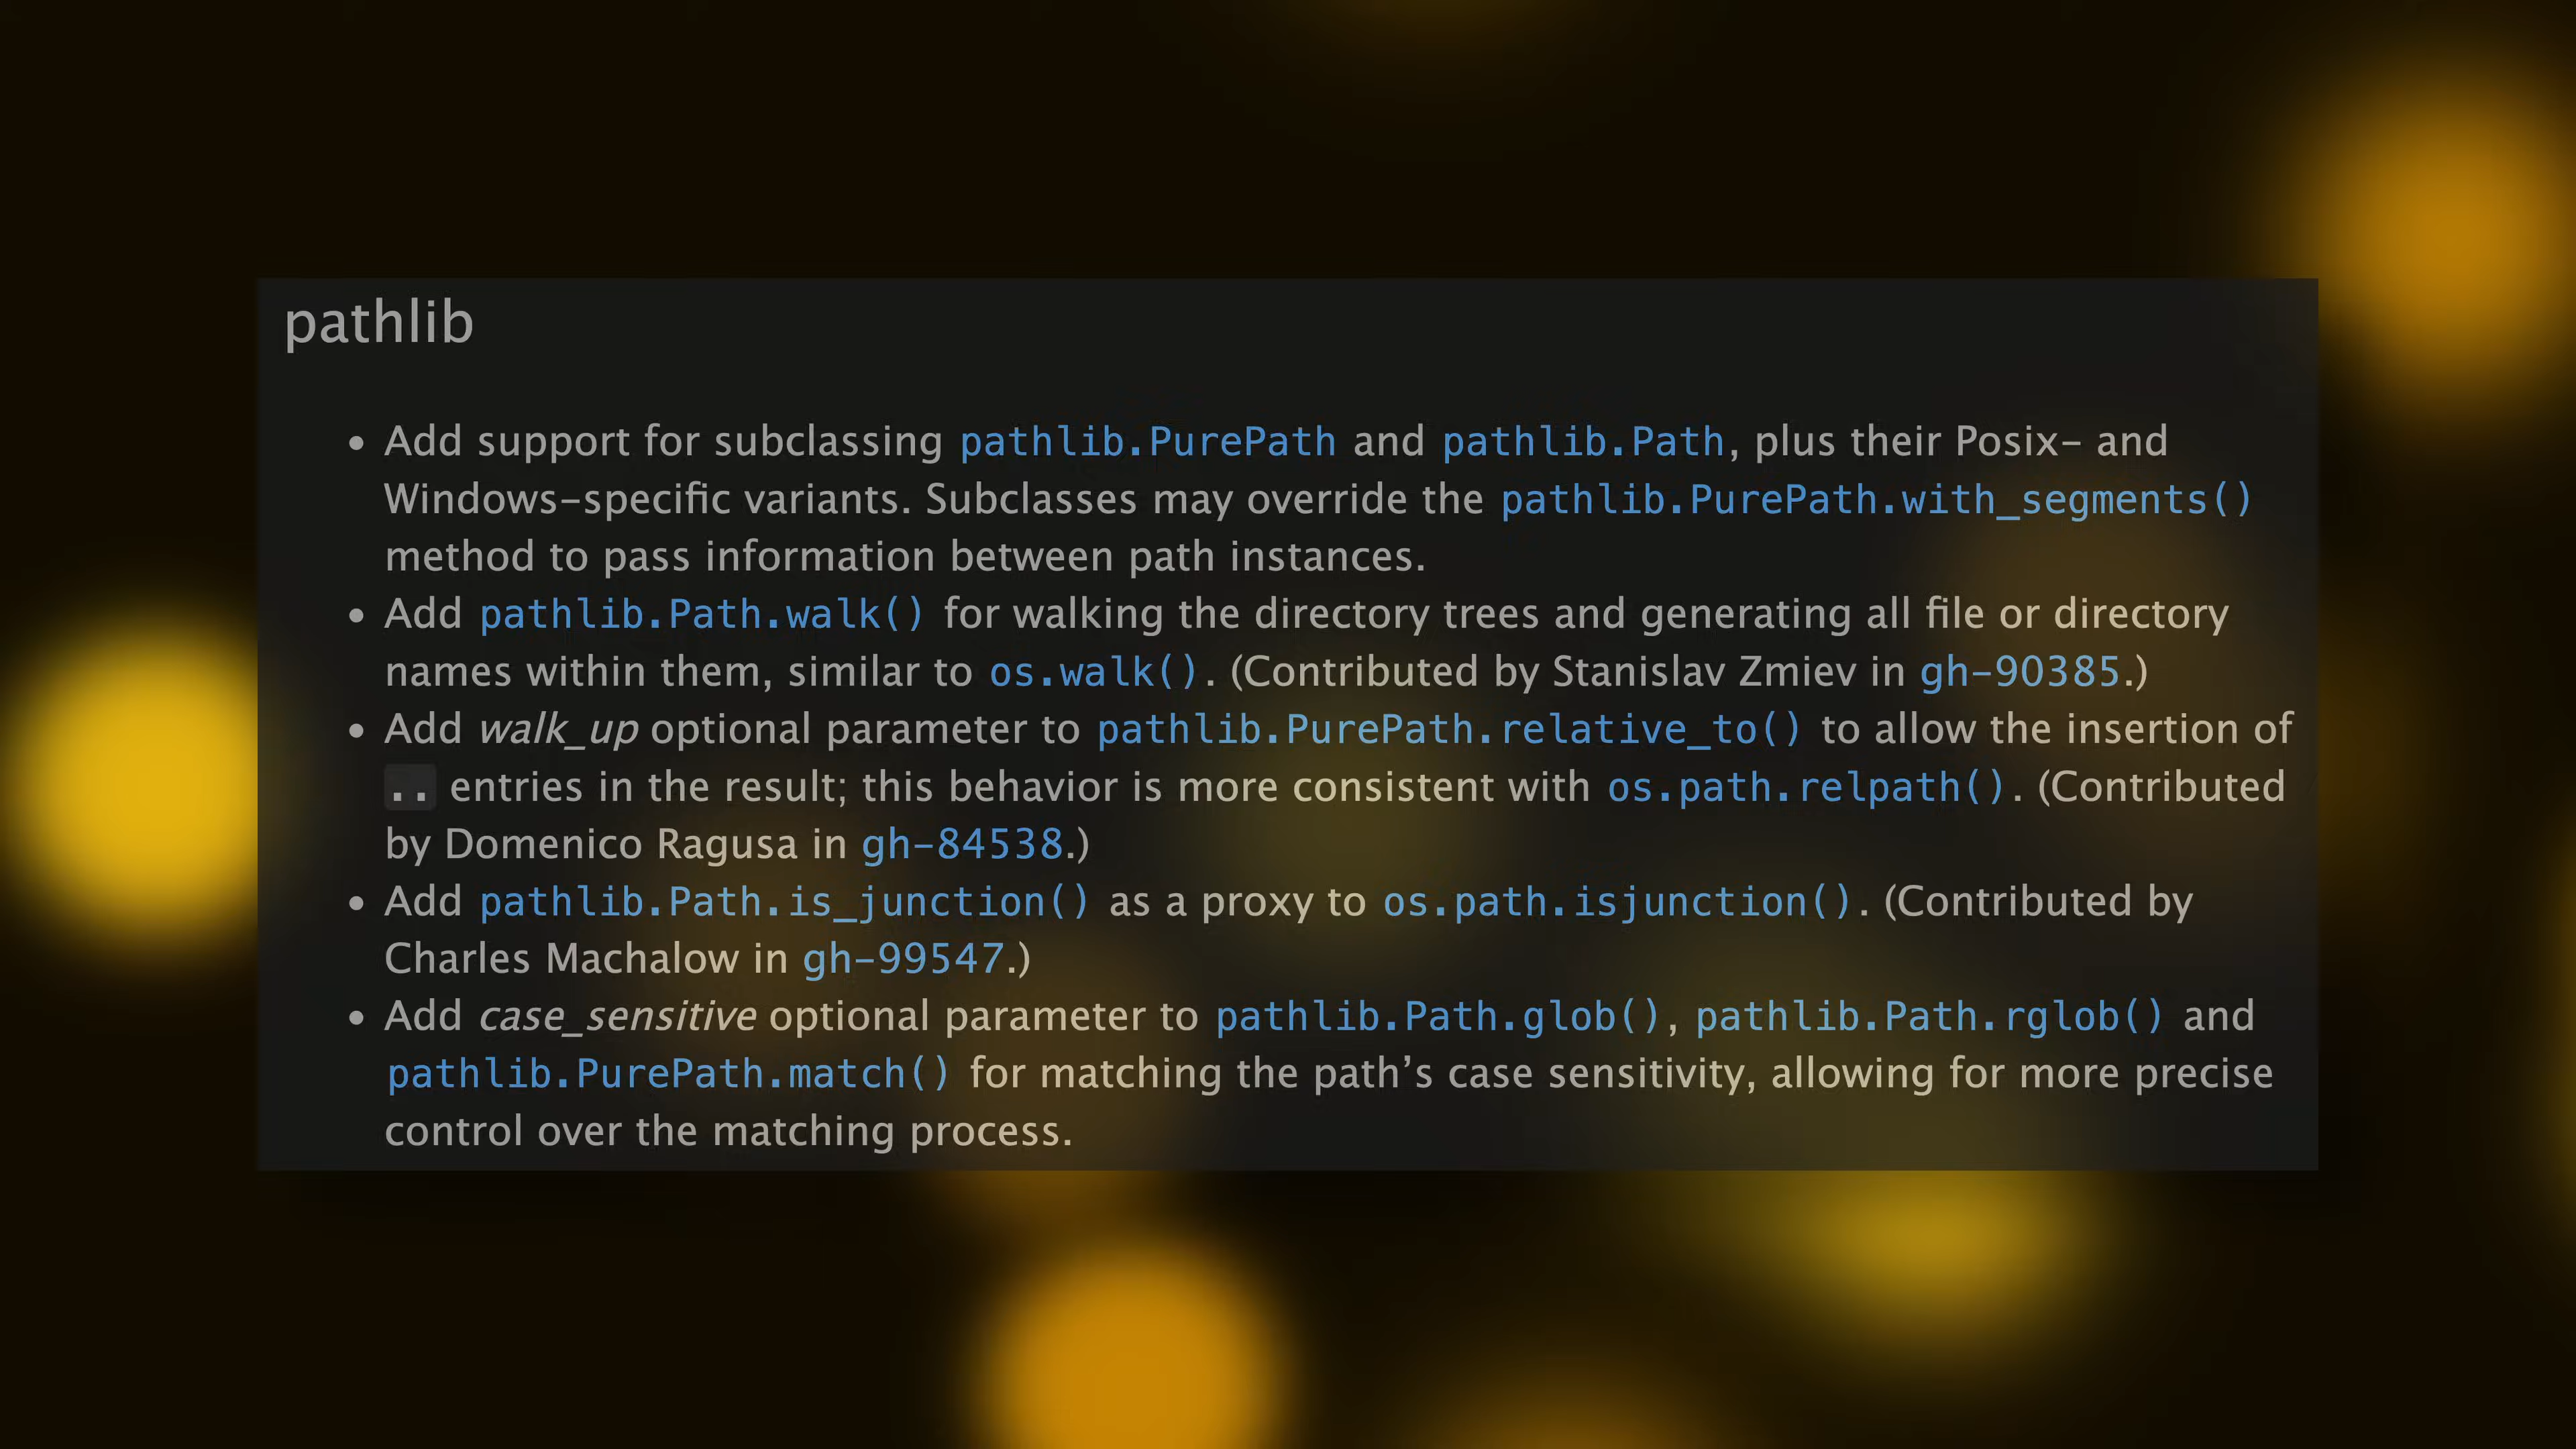 pathlib
• Add support for subclassing pathlib.PurePath and pathlib.Path, plus their Posix- and
Windows-specific variants. Subclasses may override the pathlib.PurePath.with_segments()
method to pass information between path instances.
• Add pathlib.Path.walk() for walking the directory trees and generating all file or directory
names within them, similar to os.walk(). (Contributed by Stanislav Zmiev in gh-90385.)
• Add walk_up optional parameter to pathlib.PurePath.relative_to() to allow the insertion of
.. entries in the result; this behavior is more consistent with os.path.relpath(). (Contributed
by Domenico Ragusa in gh-84538.)
• Add pathlib.Path.is_junction() as a proxy to os.path.isjunction(). (Contributed by
Charles Machalow in gh-99547.)
• Add case_sensitive optional parameter to pathlib.Path.glob(), pathlib.Path.rglob() and
pathlib.PurePath.match() for matching the path’s case sensitivity, allowing for more precise
control over the matching process.